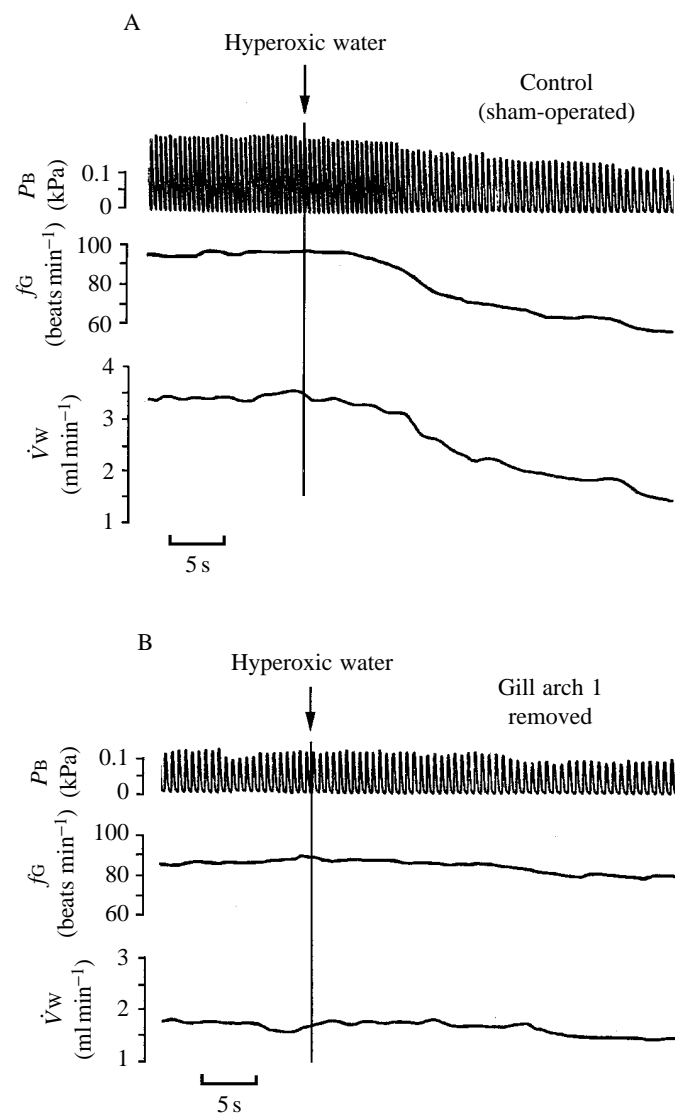 A
Hyperoxic water
Control
(sham-operated)
PB
(kPa)
0.1
0
fG
(beats min⁻¹)
100
80
60
V̇w
(ml min⁻¹)
4
3
2
1
5 s
B
Hyperoxic water
Gill arch 1
removed
PB
(kPa)
0.1
0
fG
(beats min⁻¹)
100
80
60
V̇w
(ml min⁻¹)
3
2
1
5 s